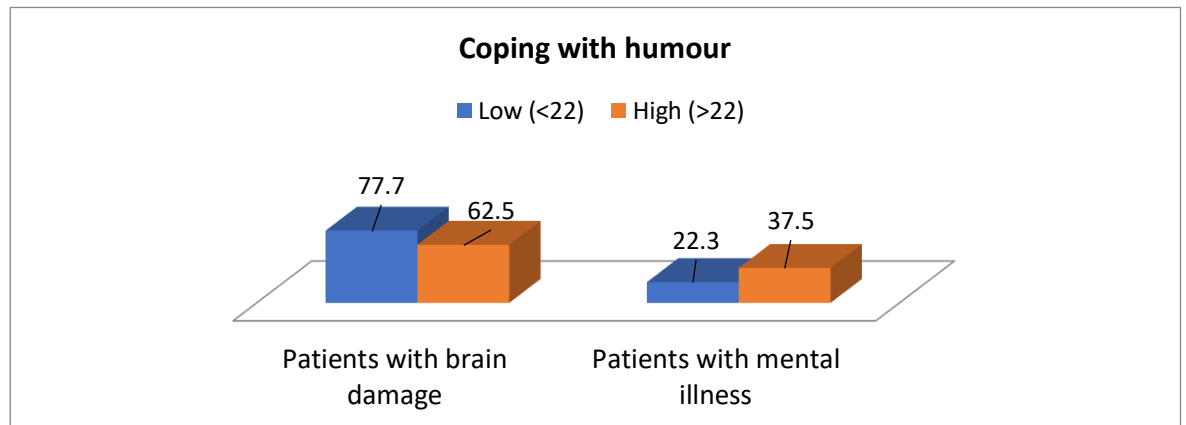 Coping with humour
Low (<22) High (>22)
77.7
62.5
22.3
37.5
Patients with brain
damage
Patients with mental
illness